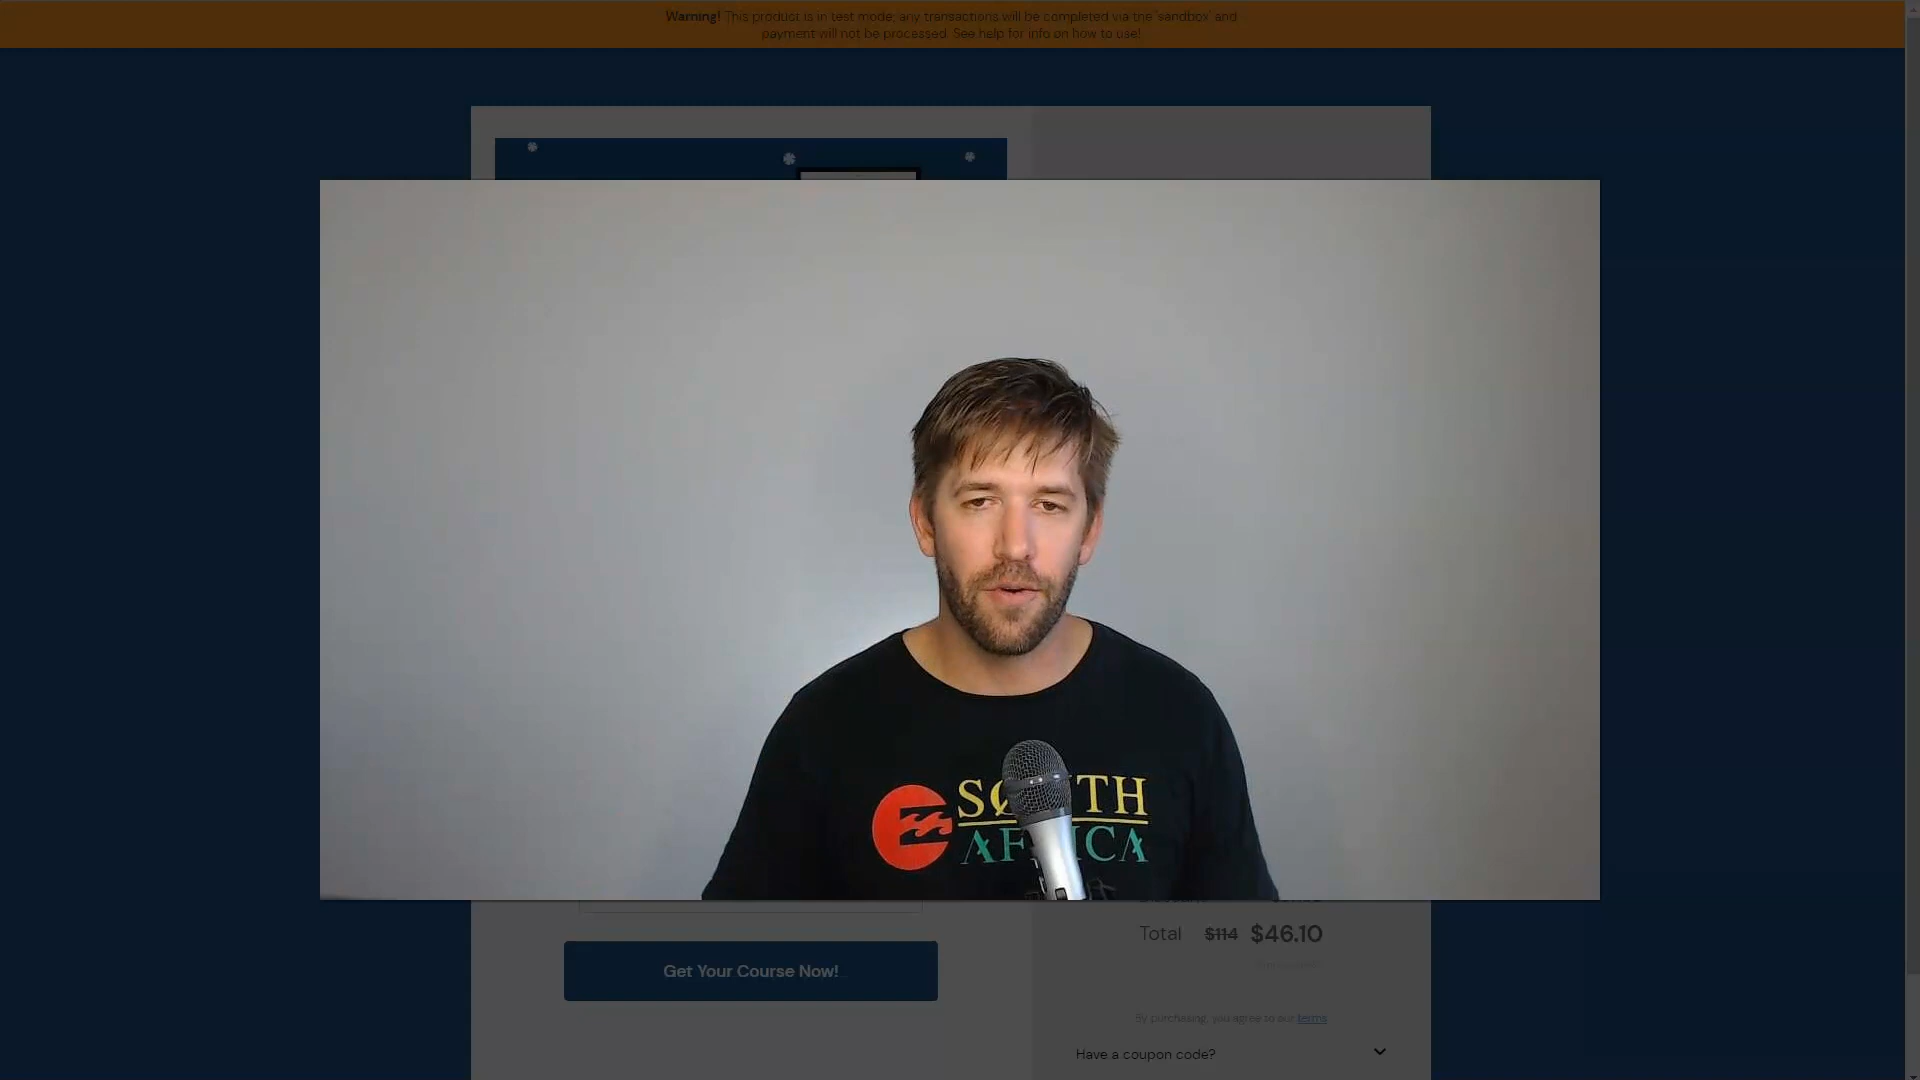 Warning! This product is in test mode; any transactions will be completed via the 'sandbox' and
payment will not be processed. See help for info on how to use!
SOUTH
AFRICA
Total $114 $46.10
Get Your Course Now!
By purchasing, you agree to our terms
Have a coupon code?